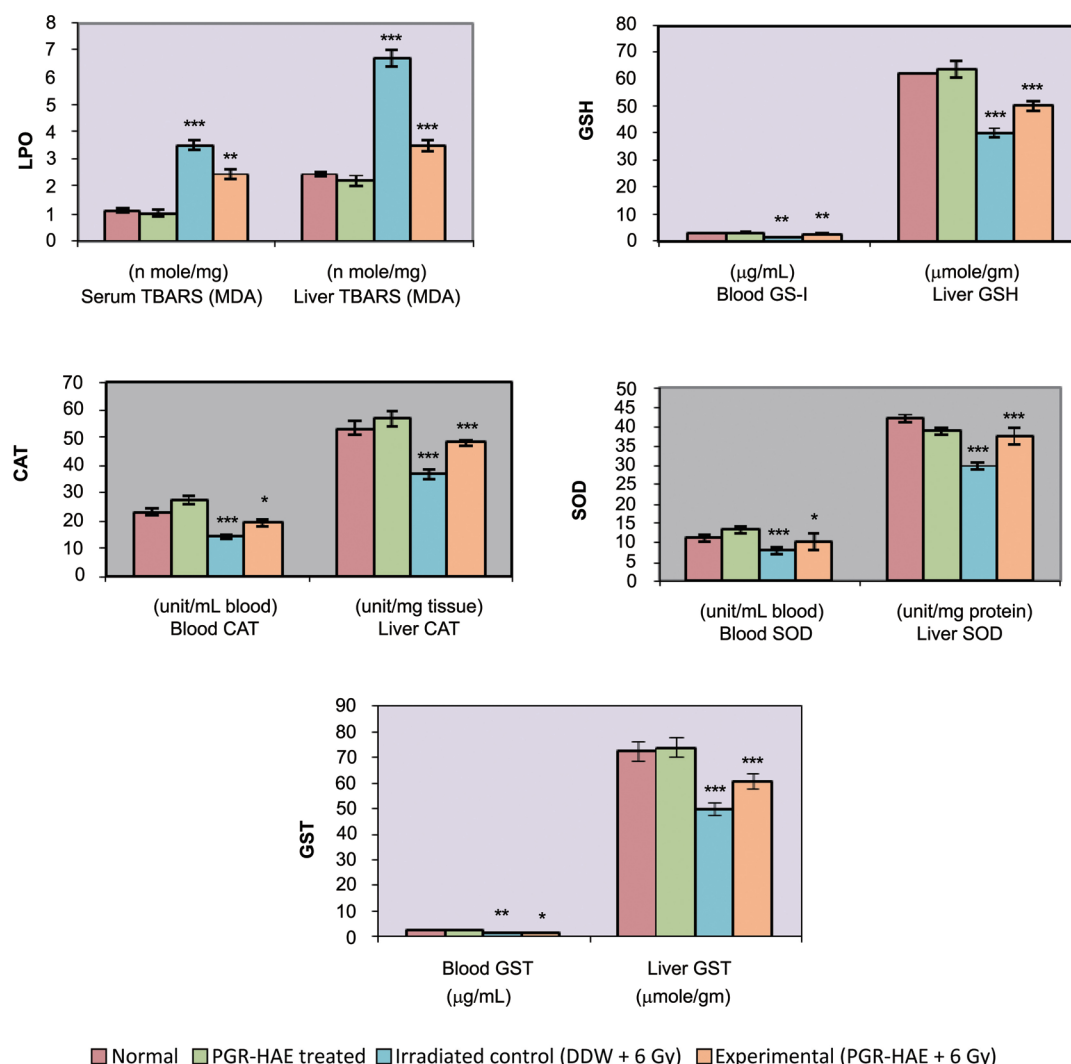 LPO
8
7
6
5
4
3
2
1
0
***
**
***
***
(n mole/mg)
Serum TBARS (MDA)
(n mole/mg)
Liver TBARS (MDA)
GSH
80
70
60
50
40
30
20
10
0
**
**
***
***
(μg/mL)
Blood GS-I
(μmole/gm)
Liver GSH
CAT
70
60
50
40
30
20
10
0
***
*
***
***
(unit/mL blood)
Blood CAT
(unit/mg tissue)
Liver CAT
SOD
50
45
40
35
30
25
20
15
10
5
0
***
*
***
***
(unit/mL blood)
Blood SOD
(unit/mg protein)
Liver SOD
GST
90
80
70
60
50
40
30
20
10
0
**
*
***
***
Blood GST
(μg/mL)
Liver GST
(μmole/gm)
Normal PGR-HAE treated Irradiated control (DDW + 6 Gy) Experimental (PGR-HAE + 6 Gy)